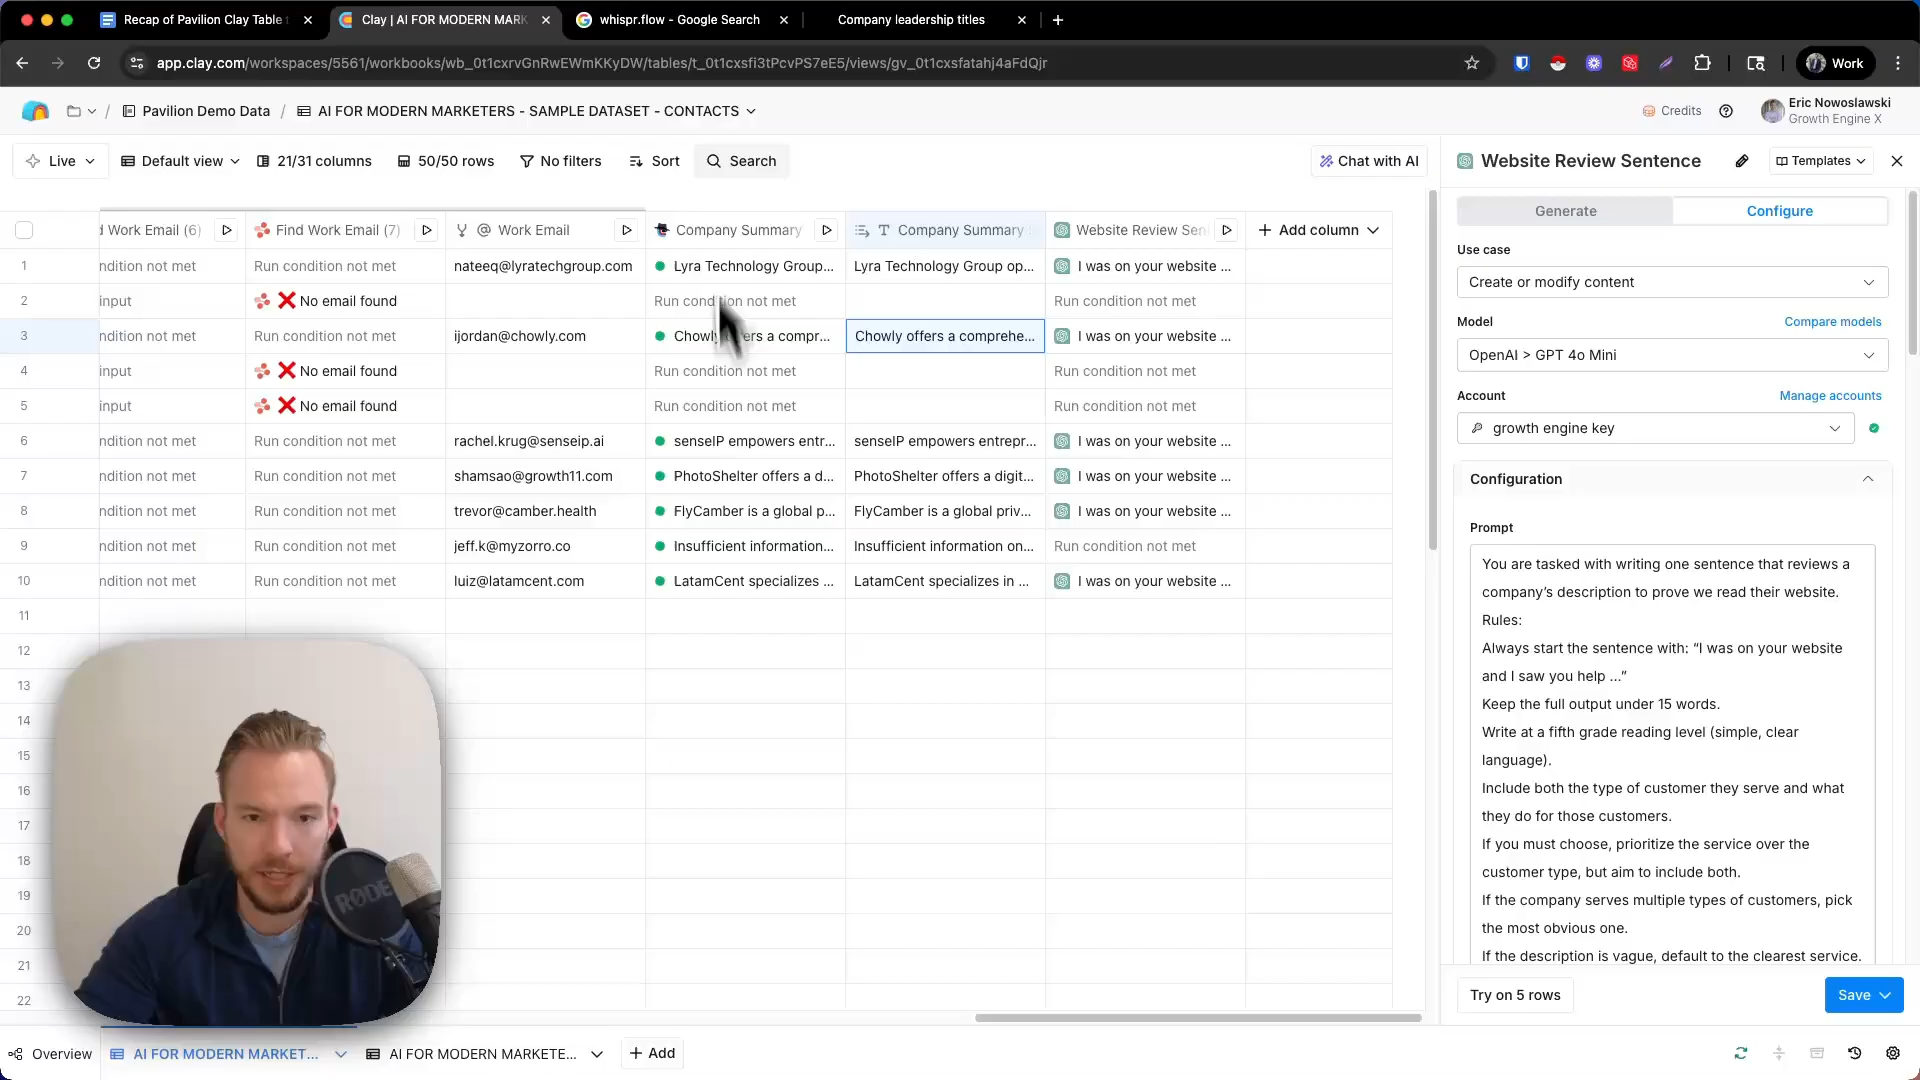 Recap of Pavilion Clay Table
Clay | AI FOR MODERN MARK
whispr.flow - Google Search
Company leadership titles
app.clay.com/workspaces/5561/workbooks/wb_0t1cxrvGnRwEWmKKyDW/tables/t_0t1cxsfi3tPcvPS7eE5/views/gv_0t1cxsfatahj4aFdQjr
Work
Pavilion Demo Data / AI FOR MODERN MARKETERS - SAMPLE DATASET - CONTACTS
Credits
Eric Nowoslawski
Growth Engine X
Live
Default view
21/31 columns
50/50 rows
No filters
Sort
Search
Chat with AI
d Work Email (6)
Find Work Email (7)
@ Work Email
Company Summary
T Company Summary
Website Review Sen
+ Add column
1 ndition not met Run condition not met nateeq@lyratechgroup.com Lyra Technology Group... Lyra Technology Group op... I was on your website ...
2 input ❌ No email found Run condition not met Run condition not met
3 ndition not met Run condition not met ijordan@chowly.com Chowly offers a compr... Chowly offers a comprehe... I was on your website ...
4 input ❌ No email found Run condition not met Run condition not met
5 input ❌ No email found Run condition not met Run condition not met
6 ndition not met Run condition not met rachel.krug@senseip.ai senseIP empowers entr... senseIP empowers entrepr... I was on your website ...
7 ndition not met Run condition not met shamsao@growth11.com PhotoShelter offers a d... PhotoShelter offers a digit... I was on your website ...
8 ndition not met Run condition not met trevor@camber.health FlyCamber is a global p... FlyCamber is a global priv... I was on your website ...
9 ndition not met Run condition not met jeff.k@myzorro.co Insufficient information... Insufficient information on... Run condition not met
10 ndition not met Run condition not met luiz@latamcent.com LatamCent specializes ... LatamCent specializes in ... I was on your website ...
11
12
13
14
15
16
17
18
19
20
21
22
RODE
Website Review Sentence
Templates
Generate
Configure
Use case
Create or modify content
Model
Compare models
OpenAI > GPT 4o Mini
Account
Manage accounts
growth engine key
Configuration
Prompt
You are tasked with writing one sentence that reviews a
company's description to prove we read their website.
Rules:
Always start the sentence with: “I was on your website
and I saw you help ...”
Keep the full output under 15 words.
Write at a fifth grade reading level (simple, clear
language).
Include both the type of customer they serve and what
they do for those customers.
If you must choose, prioritize the service over the
customer type, but aim to include both.
If the company serves multiple types of customers, pick
the most obvious one.
If the description is vague, default to the clearest service.
Try on 5 rows
Save
Overview
AI FOR MODERN MARKET...
AI FOR MODERN MARKETE...
+ Add